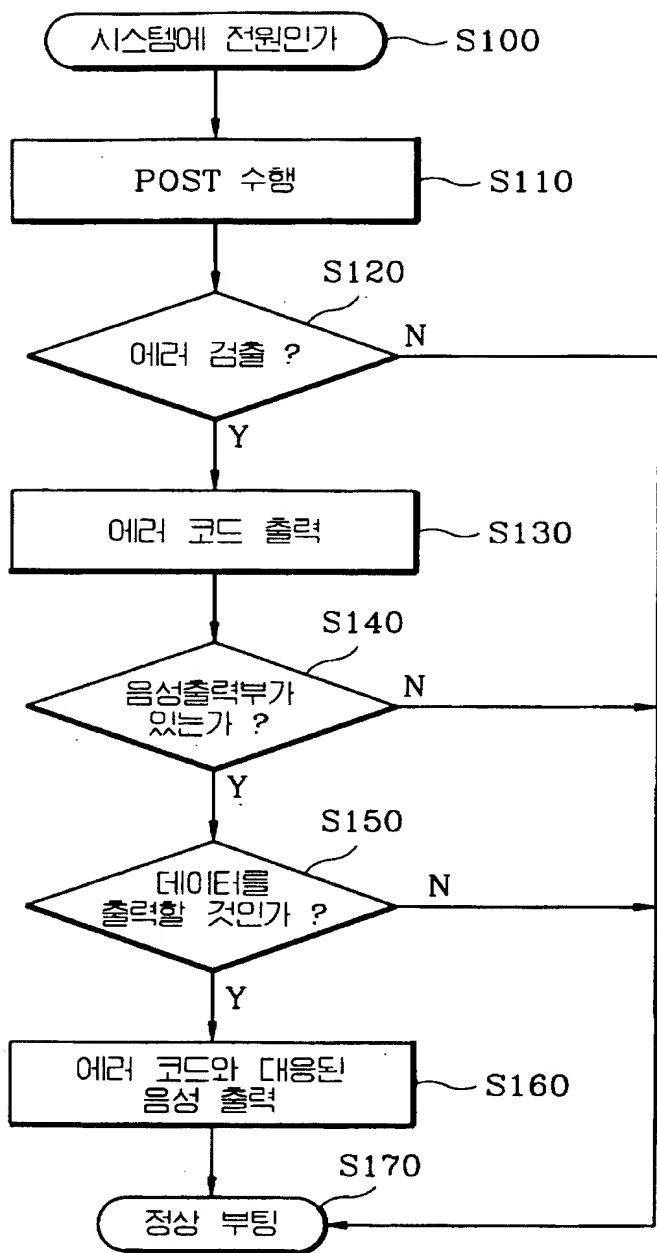 시스템에 전원인가
S100
POST 수행
S110
S120
에러 검출 ?
N
Y
에러 코드 출력
S130
S140
음성출력부가
있는가 ?
N
Y
S150
데이터를
출력할 것인가 ?
N
Y
에러 코드와 대응된
음성 출력
S160
S170
정상 부팅